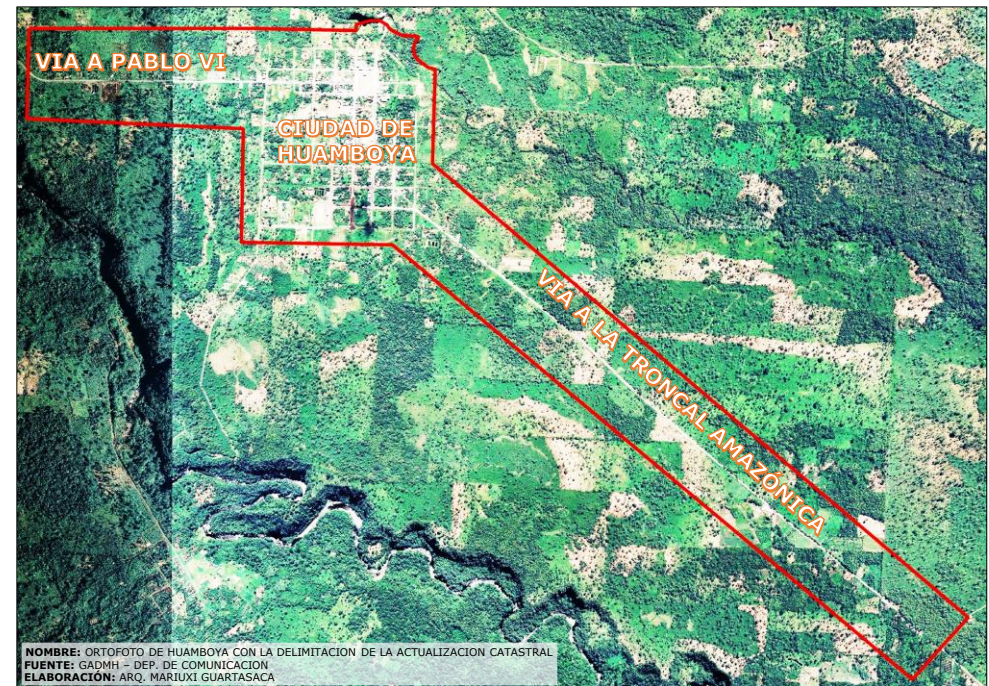 VIA A PABLO VI
CIUDAD DE
HUAMBOYA
VIA A LA TRONCAL AMAZÓNICA
NOMBRE: ORTOFOTO DE HUAMBOYA CON LA DELIMITACION DE LA ACTUALIZACION CATASTRAL
FUENTE: GADMH – DEP. DE COMUNICACION
ELABORACIÓN: ARQ. MARIUXI GUARTASACA